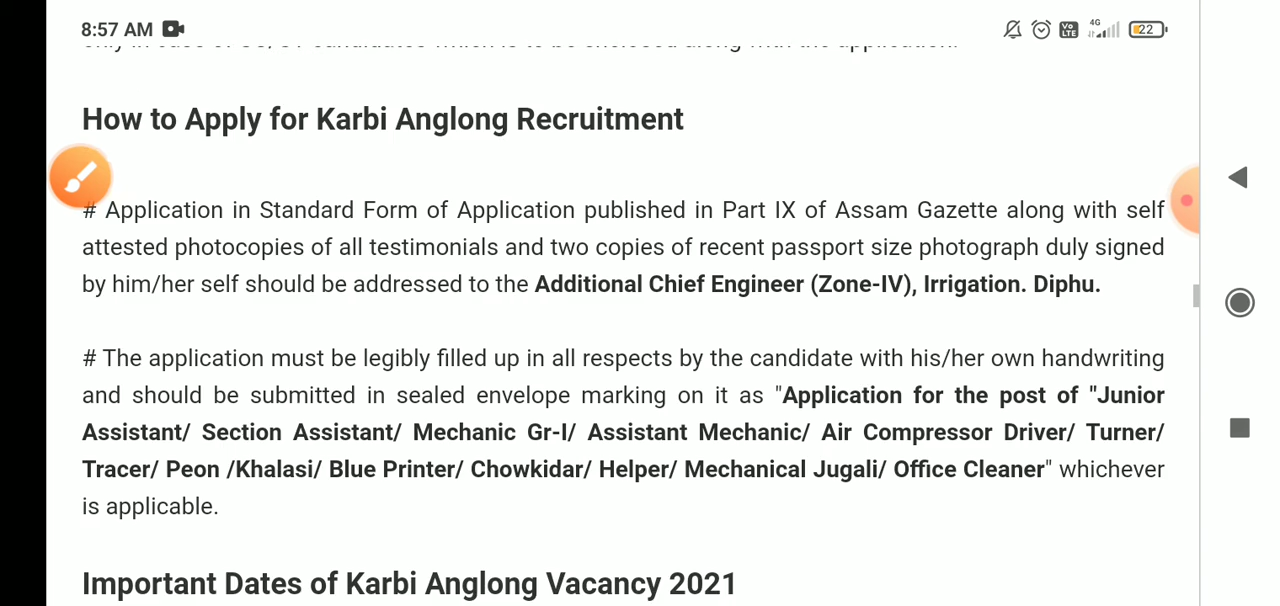 8:57 AM
Vo LTE 4G 22
How to Apply for Karbi Anglong Recruitment
# Application in Standard Form of Application published in Part IX of Assam Gazette along with self
attested photocopies of all testimonials and two copies of recent passport size photograph duly signed
by him/her self should be addressed to the Additional Chief Engineer (Zone-IV), Irrigation. Diphu.
# The application must be legibly filled up in all respects by the candidate with his/her own handwriting
and should be submitted in sealed envelope marking on it as "Application for the post of "Junior
Assistant/ Section Assistant/ Mechanic Gr-I/ Assistant Mechanic/ Air Compressor Driver/ Turner/
Tracer/ Peon /Khalasi/ Blue Printer/ Chowkidar/ Helper/ Mechanical Jugali/ Office Cleaner" whichever
is applicable.
Important Dates of Karbi Anglong Vacancy 2021